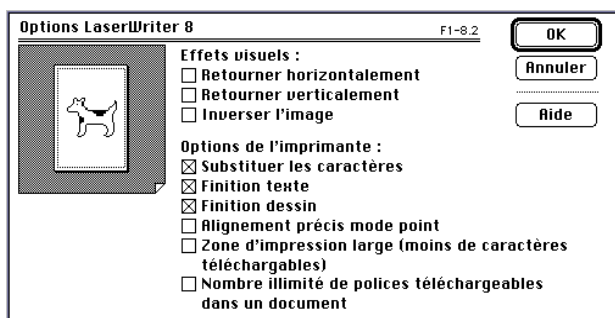 Options LaserWriter 8
F1-8.2
OK
Annuler
Aide
Effets visuels :
Retourner horizontalement
Retourner verticalement
Inverser l'image
Options de l'imprimante :
Substituer les caractères
Finition texte
Finition dessin
Alignement précis mode point
Zone d'impression large (moins de caractères
téléchargables)
Nombre illimité de polices téléchargeables
dans un document